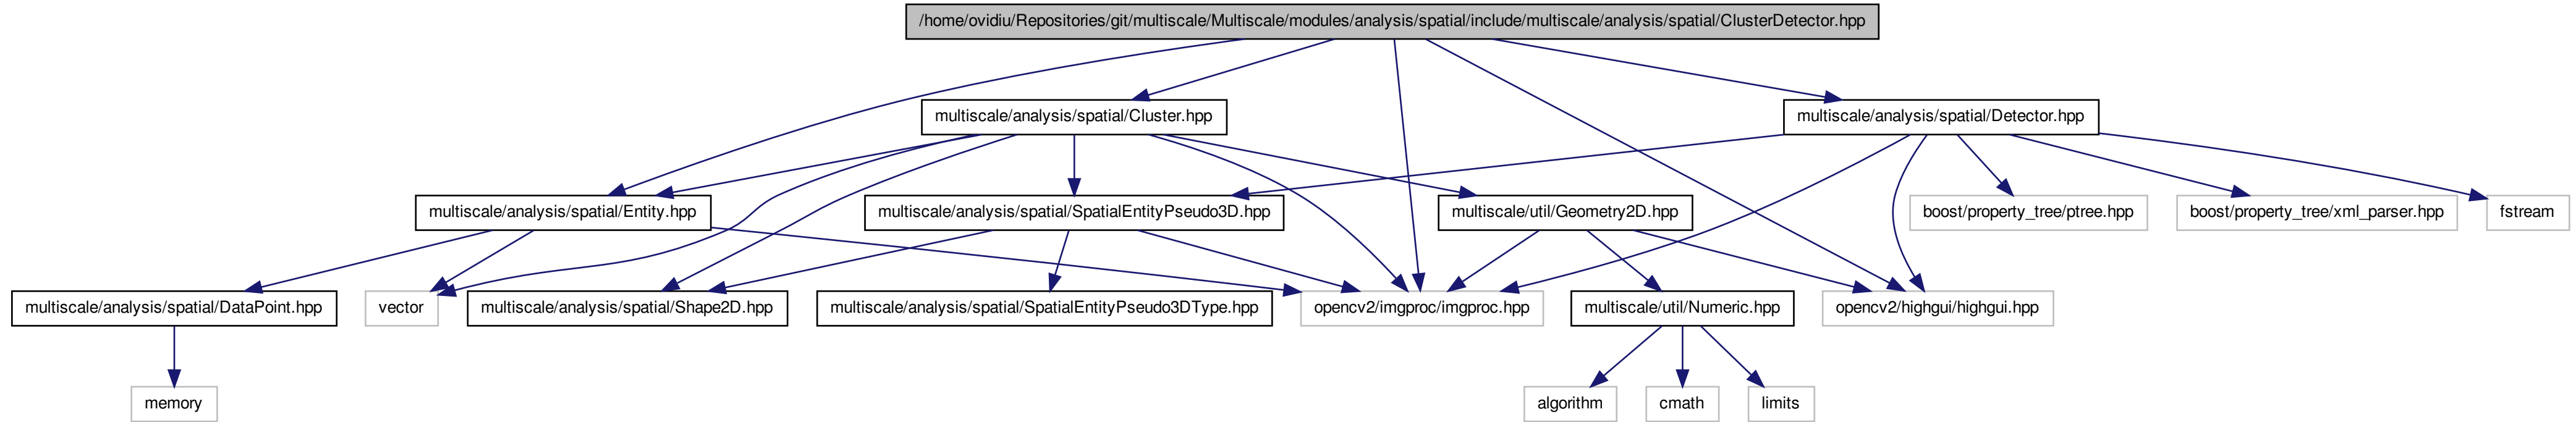 /home/ovidiu/Repositories/git/multiscale/Multiscale/modules/analysis/spatial/include/multiscale/analysis/spatial/ClusterDetector.hpp
multiscale/analysis/spatial/Cluster.hpp
multiscale/analysis/spatial/Detector.hpp
multiscale/analysis/spatial/Entity.hpp
multiscale/analysis/spatial/SpatialEntityPseudo3D.hpp
multiscale/util/Geometry2D.hpp
boost/property_tree/ptree.hpp
boost/property_tree/xml_parser.hpp
fstream
multiscale/analysis/spatial/DataPoint.hpp
vector
multiscale/analysis/spatial/Shape2D.hpp
multiscale/analysis/spatial/SpatialEntityPseudo3DType.hpp
opencv2/imgproc/imgproc.hpp
multiscale/util/Numeric.hpp
opencv2/highgui/highgui.hpp
memory
algorithm
cmath
limits